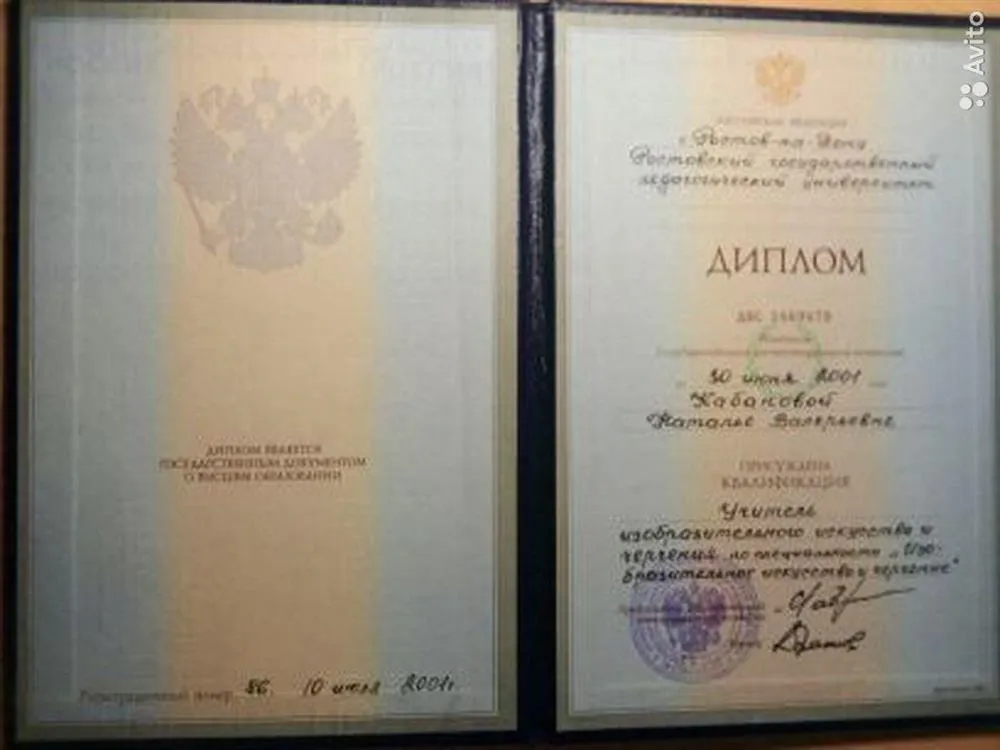 ДИПЛОМ ЯВЛЯЕТСЯ
ГОСУДАРСТВЕННЫМ ДОКУМЕНТОМ
О ВЫСШЕМ ОБРАЗОВАНИИ
Регистрационный номер 86 10 июля 2001г
РОССИЙСКАЯ ФЕДЕРАЦИЯ
г. Ростов-на-Дону
Ростовский государственный
педагогический университет
ДИПЛОМ
Решением
30 июня 2001
Кабановой
Наталье Валерьевне
ПРИСУЖДЕНА
КВАЛИФИКАЦИЯ
Учитель
изобразительного искусства и
черчения по специальности „Изо-
бразительное искусство и черчение"
Avito